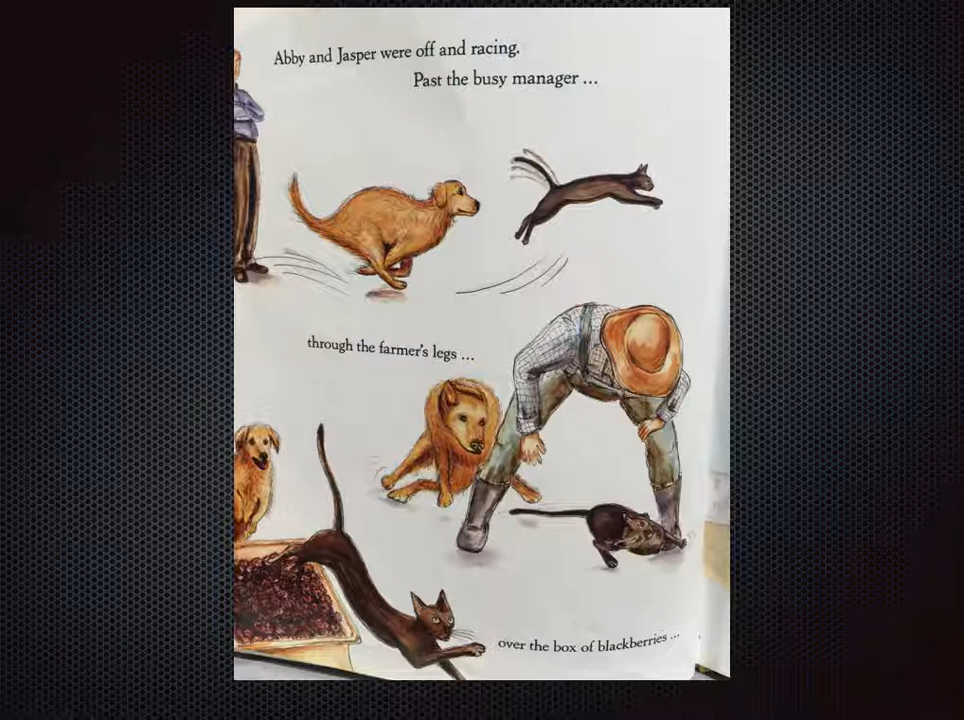 Abby and Jasper were off and racing.
Past the busy manager ...
through the farmer's legs ...
over the box of blackberries ...